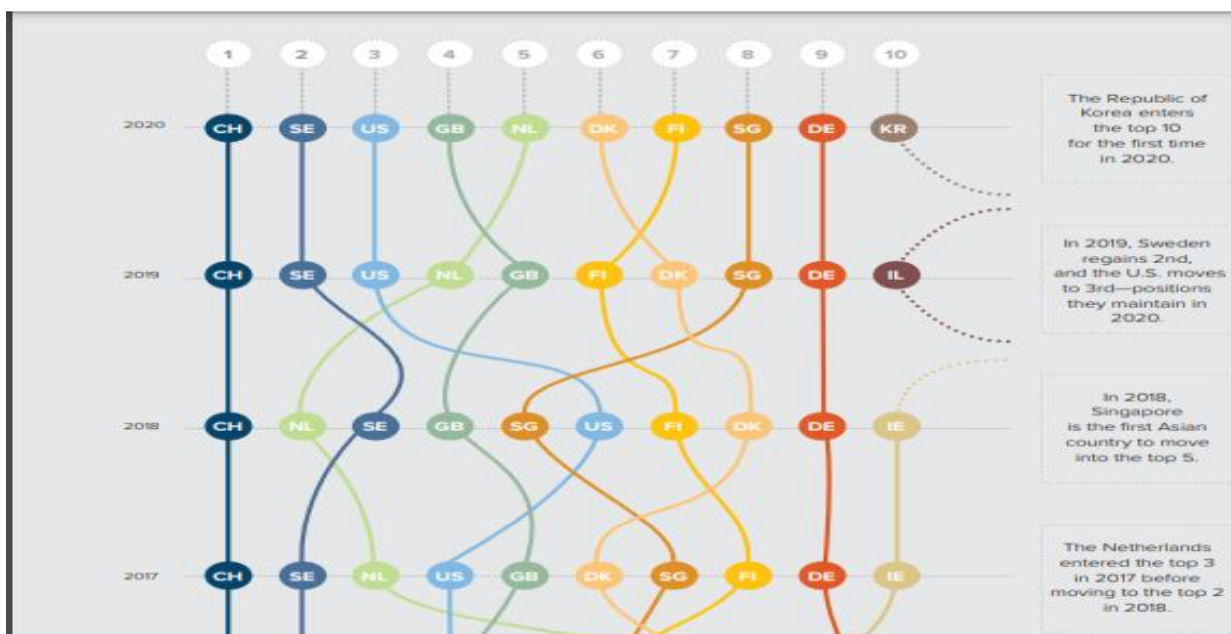 1 2 3 4 5 6 7 8 9 10
2020 CH SE US GB NL DK FI SG DE KR
The Republic of
Korea enters
the top 10
for the first time
in 2020.
2019 CH SE US NL GB FI DK SG DE IL
In 2019, Sweden
regains 2nd,
and the U.S. moves
to 3rd—positions
they maintain in
2020.
2018 CH NL SE GB SG US FI DK DE IE
In 2018,
Singapore
is the first Asian
country to move
into the top 5.
2017 CH SE NL US GB DK SG FI DE IE
The Netherlands
entered the top 3
in 2017 before
moving to the top 2
in 2018.